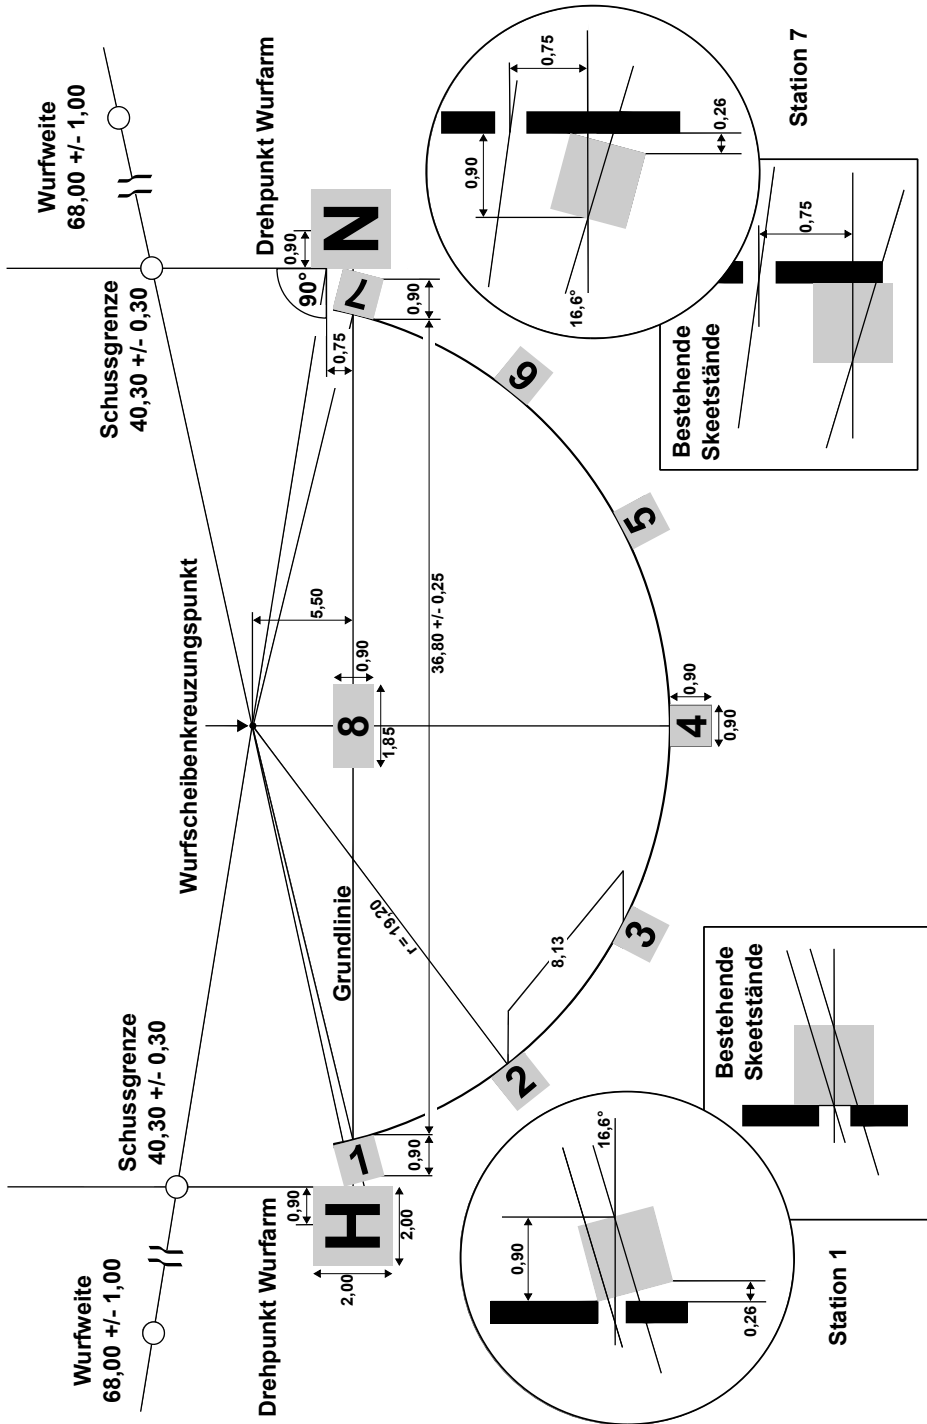 Wurfweite
68,00 +/- 1,00
Schussgrenze
40,30 +/- 0,30
Wurfscheibenkreuzungspunkt
Schussgrenze
40,30 +/- 0,30
Wurfweite
68,00 +/- 1,00
Drehpunkt Wurfarm
0,90
H
2,00
2,00
1
0,90
Grundlinie
r = 19,20
8
0,90
1,85
5,50
36,80 +/- 0,25
Drehpunkt Wurfarm
0,90
90°
N
7
0,75
0,90
2
8,13
3
4
0,90
0,90
5
6
16,6°
0,90
0,26
Station 1
Bestehende
Skeetstände
0,90
0,75
16,6°
0,26
Station 7
Bestehende
Skeetstände
0,75